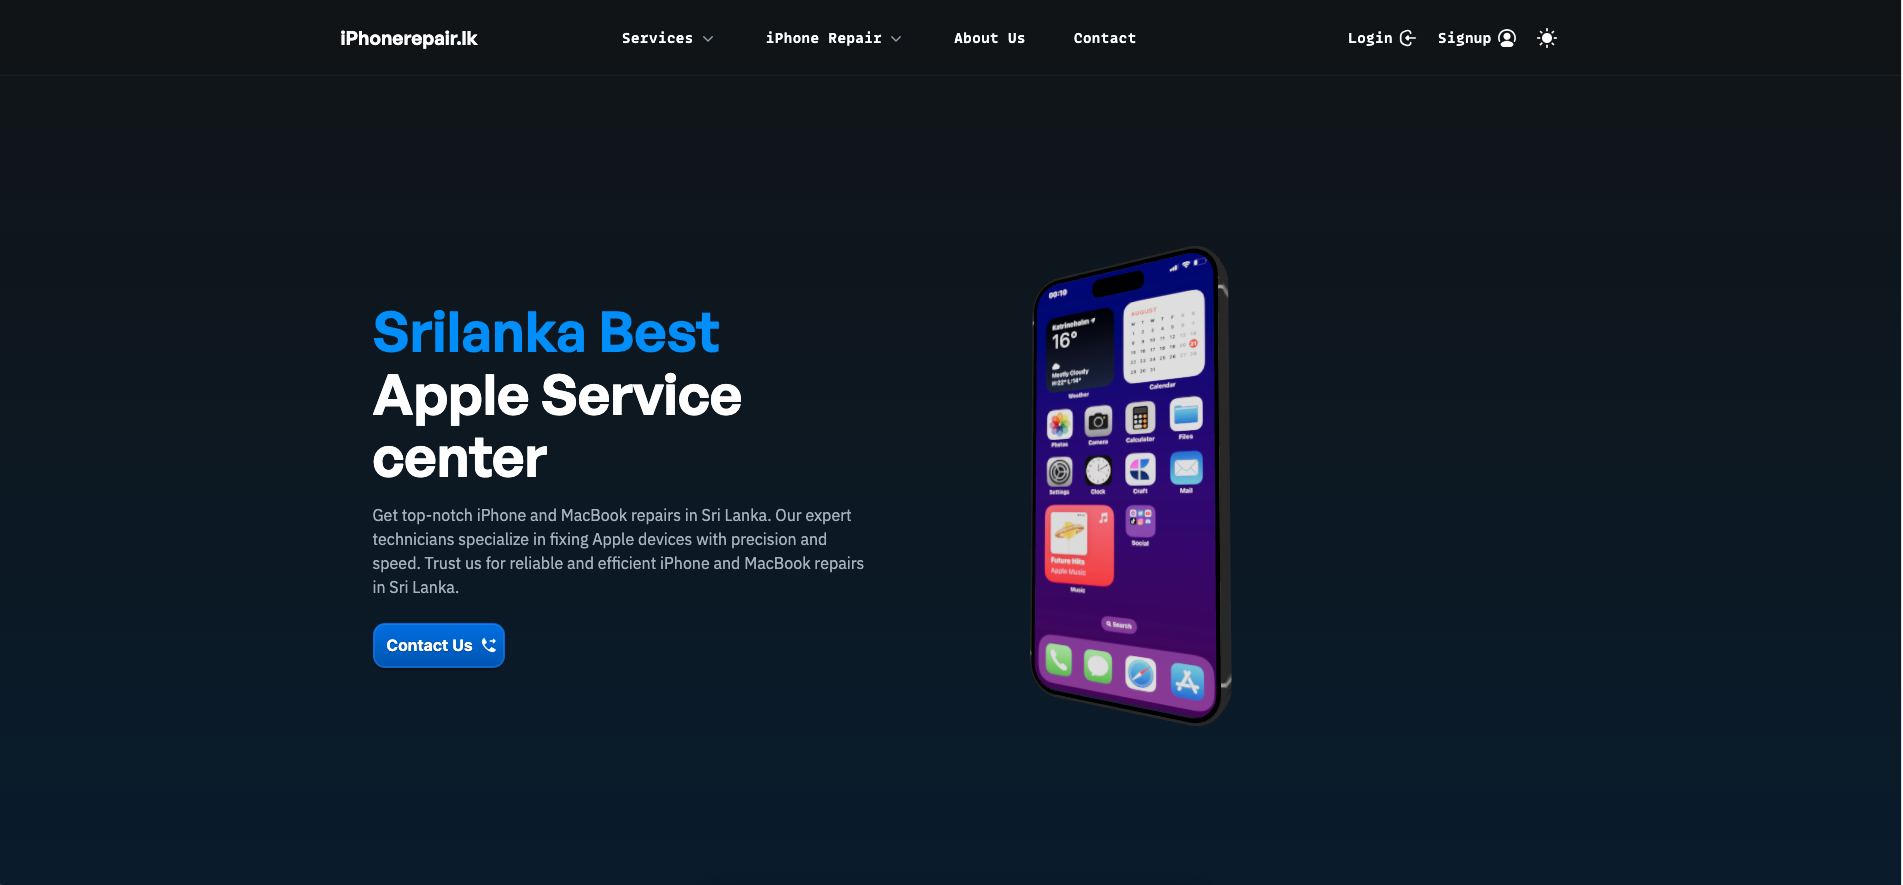 iPhonerepair.lk
Services
iPhone Repair
About Us
Contact
Login
Signup
Srilanka Best
Apple Service
center
Get top-notch iPhone and MacBook repairs in Sri Lanka. Our expert
technicians specialize in fixing Apple devices with precision and
speed. Trust us for reliable and efficient iPhone and MacBook repairs
in Sri Lanka.
Contact Us
00:10
Katrineholm
16°
Mostly Cloudy
H:22° L:14°
Weather
AUGUST
M T W T F S S
Calendar
Photos
Camera
Calculator
Files
Settings
Clock
Craft
Mail
Future Hits
Apple Music
Music
Social
Search